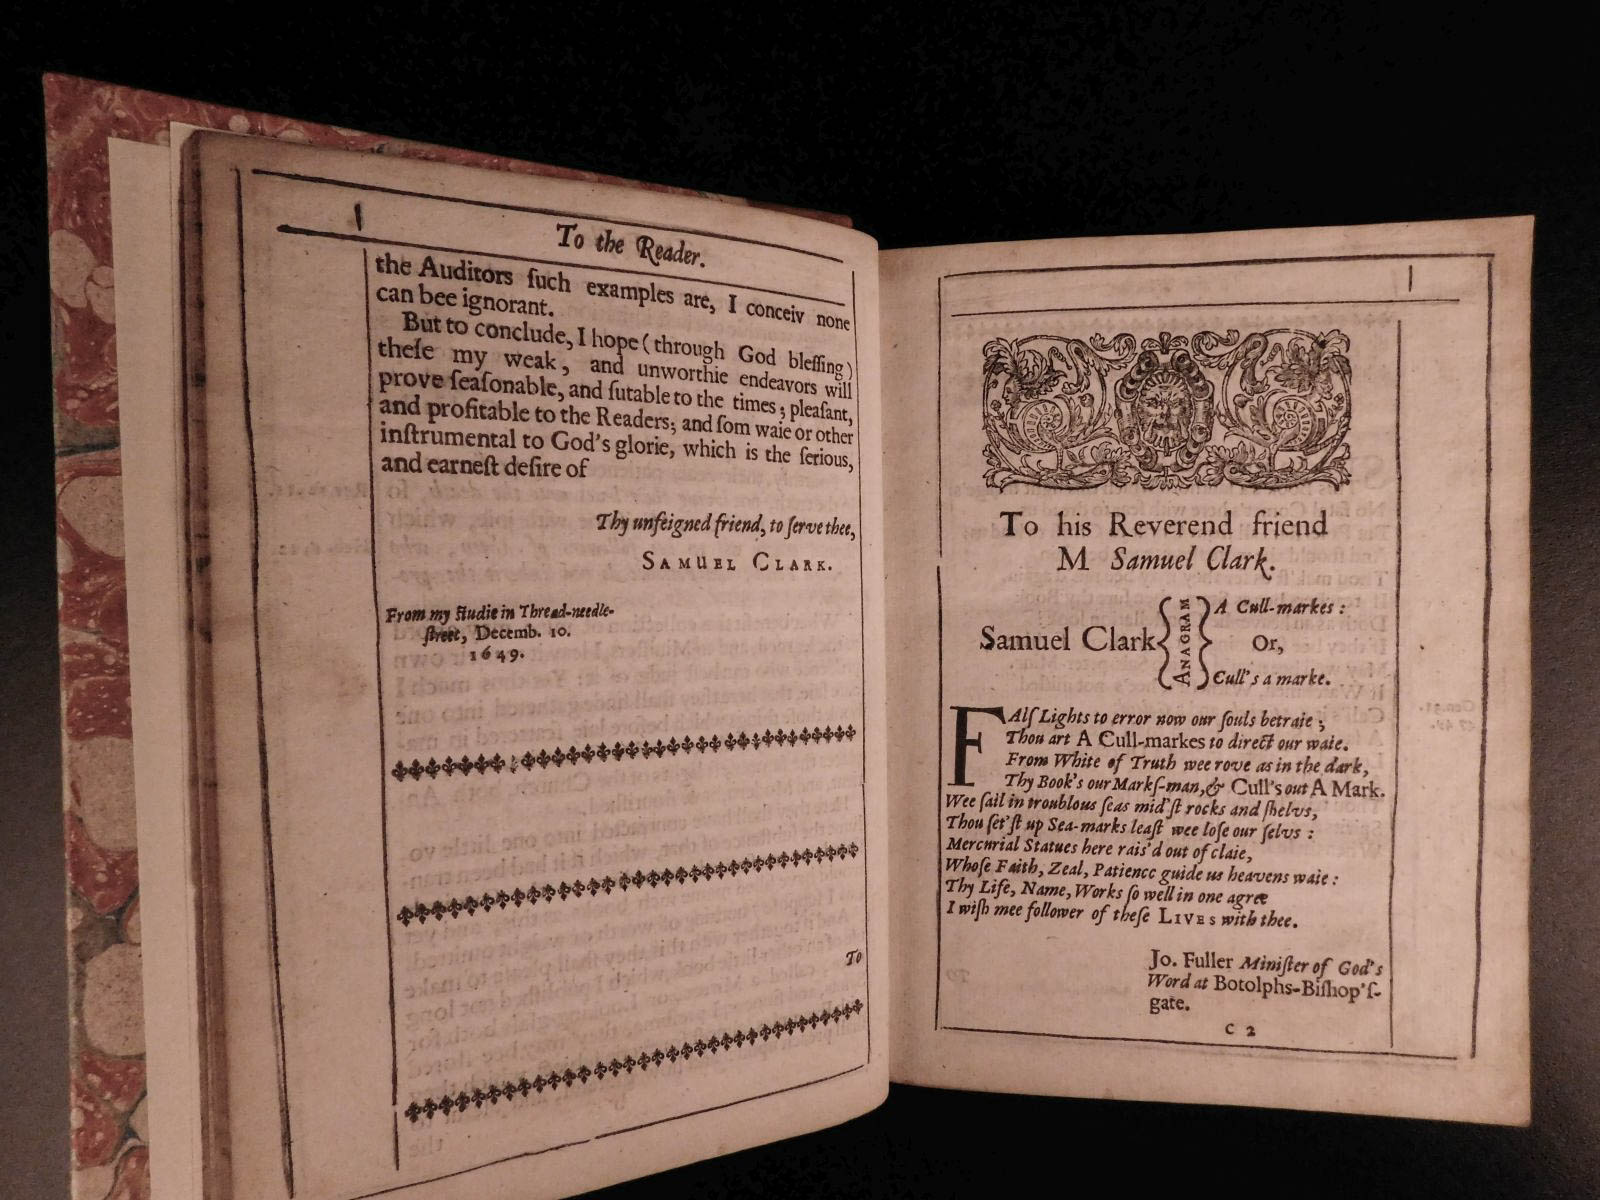 To the Reader.
the Auditors ſuch examples are, I conceiv none
can bee ignorant.
But to conclude, I hope (through God bleſſing)
theſe my weak, and unworthie endeavors will
prove ſeaſonable, and ſutable to the times; pleaſant,
and profitable to the Readers; and ſom waie or other
inſtrumental to God's glorie, which is the ſerious,
and earneſt deſire of
Thy unfeigned friend, to ſerve thee,
SAMUEL CLARK.
From my ſtudie in Thread-needle-
ſtreet, Decemb. 10.
1649.
To
To his Reverend friend
M Samuel Clark.
Samuel Clark { ANAGRAM } A Cull-markes :
Or,
Cull's a marke.
FAlſ Lights to error now our ſouls betraie ;
Thou art A Cull-markes to direct our waie.
From White of Truth wee rove as in the dark,
Thy Book's our Markſ-man, & Cull's out A Mark.
Wee ſail in troublous ſeas mid'ſt rocks and ſhelvs,
Thou ſet'ſt up Sea-marks leaſt wee loſe our ſelvs :
Mercurial Statues here rais'd out of claie,
Whoſe Faith, Zeal, Patience guide us heavens waie :
Thy Life, Name, Works ſo well in one agree
I wiſh mee follower of theſe LIVES with thee.
Jo. Fuller Miniſter of God's
Word at Botolphs-Biſhop'ſ-
gate.
C 2